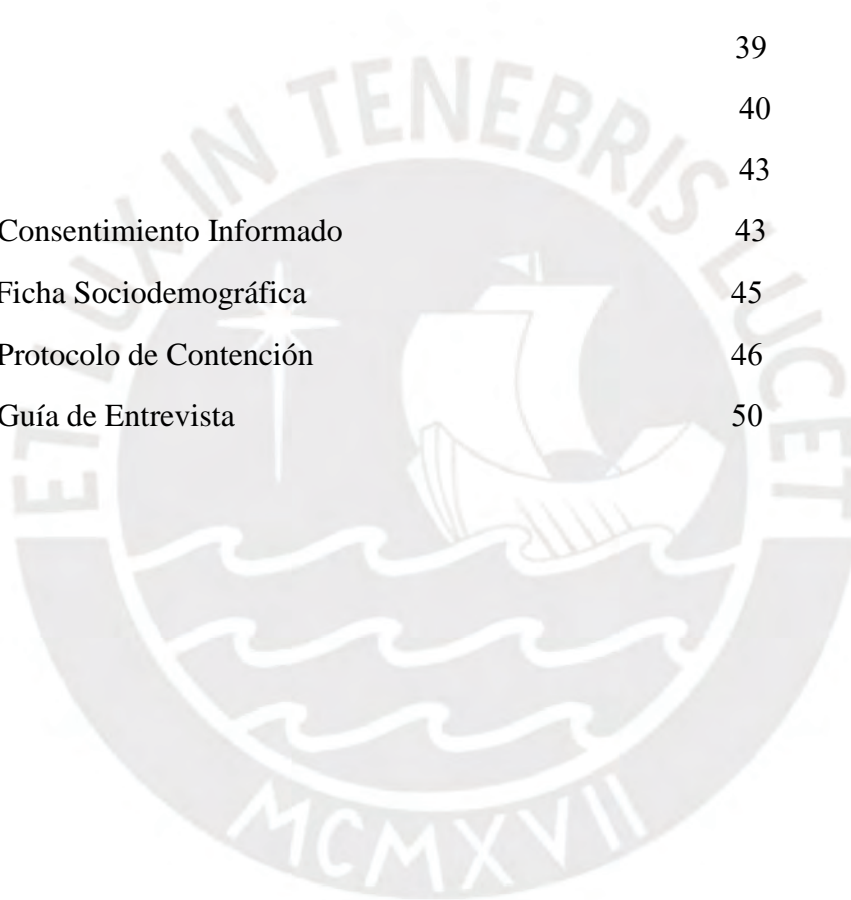 39
40
43
Consentimiento Informado 43
Ficha Sociodemográfica 45
Protocolo de Contención 46
Guía de Entrevista 50
ET LUX IN TENEBRIS LUCET
MCMXVII